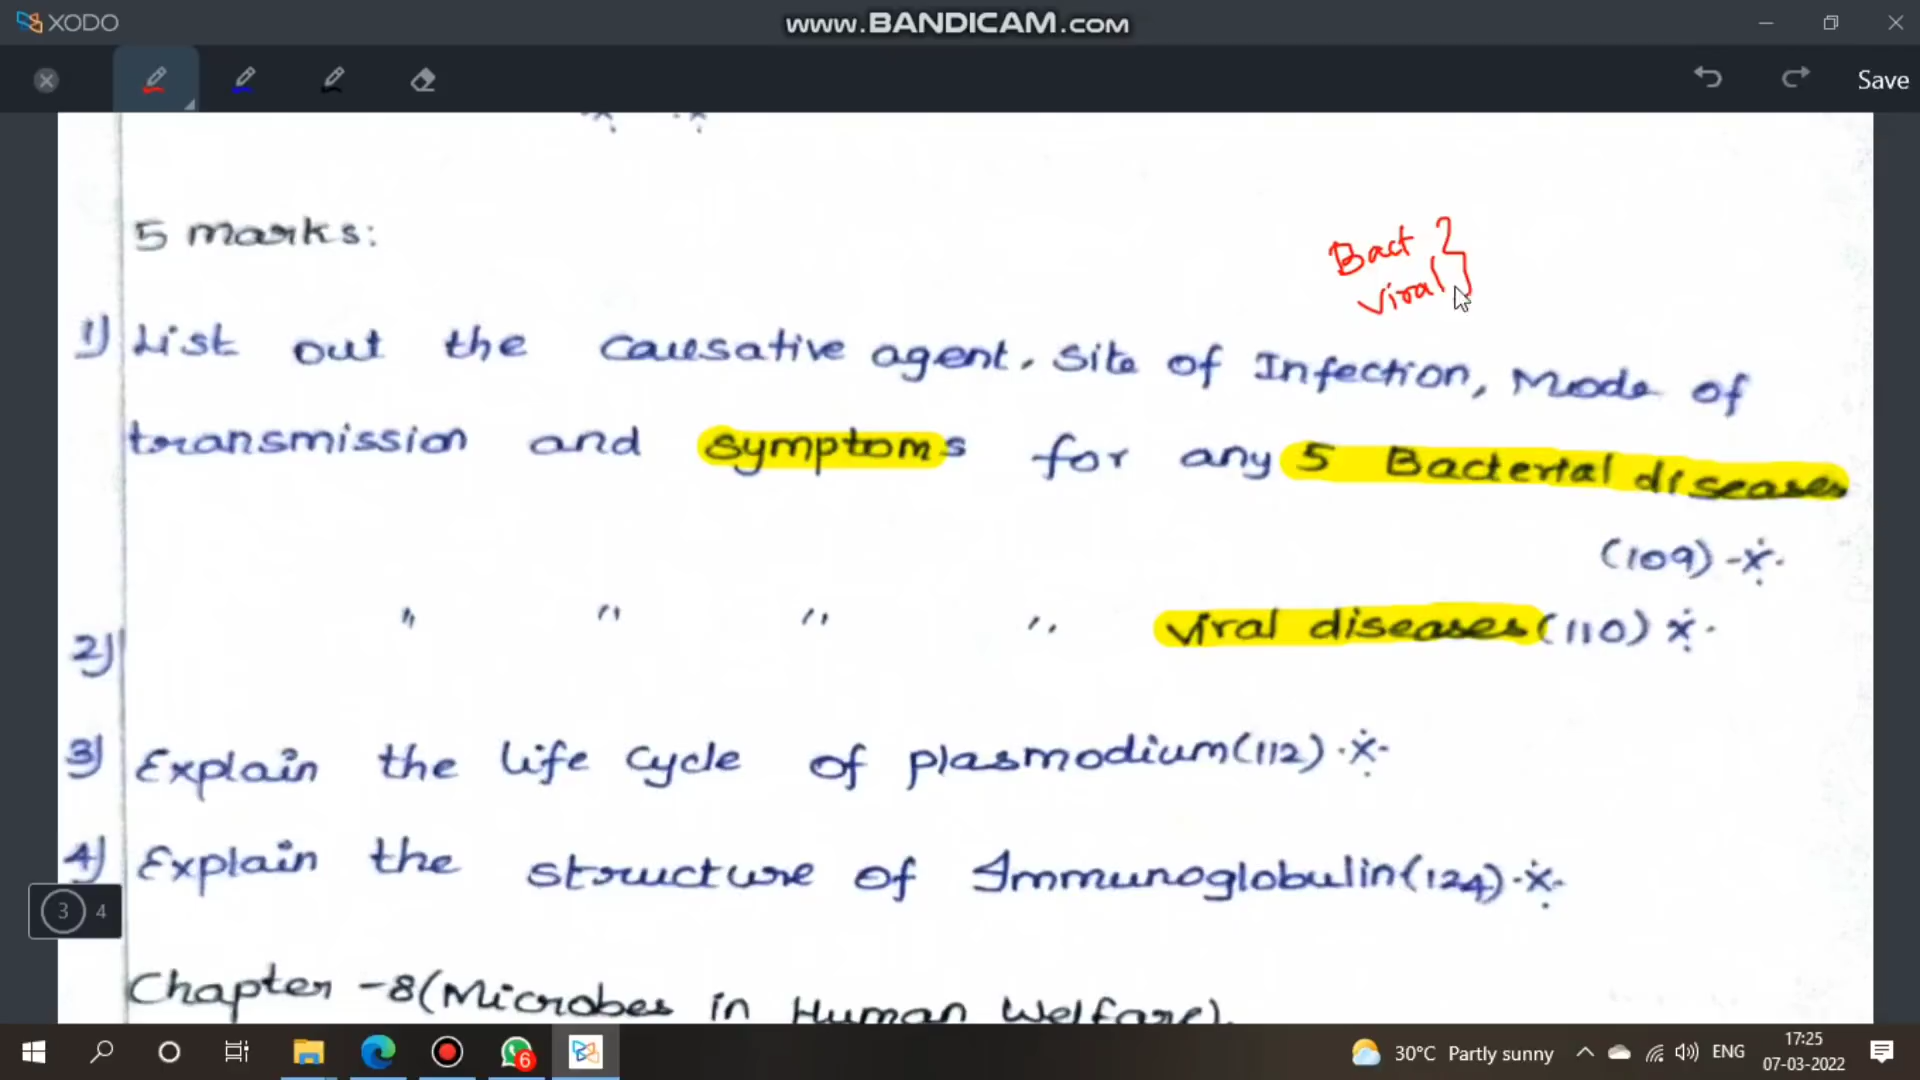 XODO
www.BANDICAM.com
Save
5 marks:
Bact
Viral
1) List out the causative agent, Site of Infection, Mode of
transmission and symptoms for any 5 Bacterial diseases
(109)
2) " " " " viral diseases (110)
3) Explain the life cycle of plasmodium (112)
4) Explain the structure of Immunoglobulin (124)
3 4
Chapter -8 (Microbes in Human Welfare).
6
30°C Partly sunny
ENG
17:25
07-03-2022